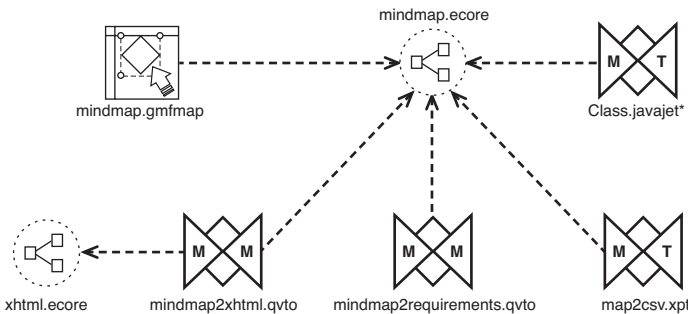 mindmap.ecore
M T
mindmap.gmfmap
Class.javajet*
M M
M M
M T
xhtml.ecore
mindmap2xhtml.qvto
mindmap2requirements.qvto
map2csv.xpt